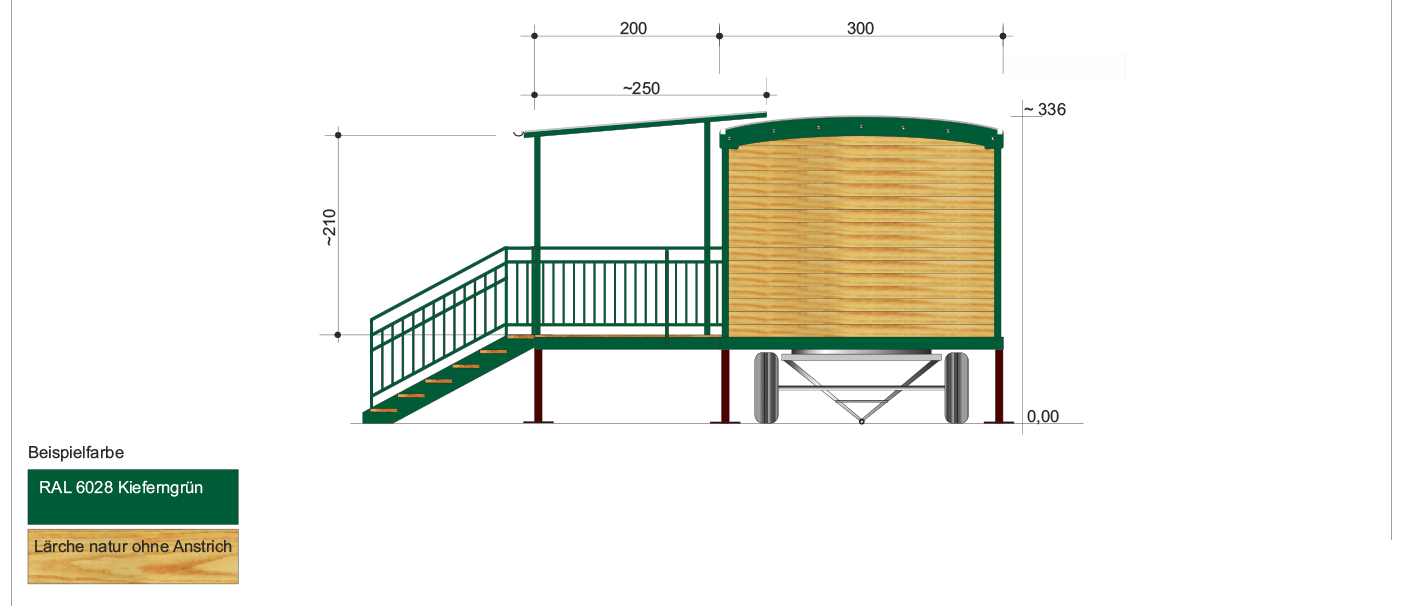 200
300
~250
~ 336
~210
0,00
Beispielfarbe
RAL 6028 Kieferngrün
Lärche natur ohne Anstrich